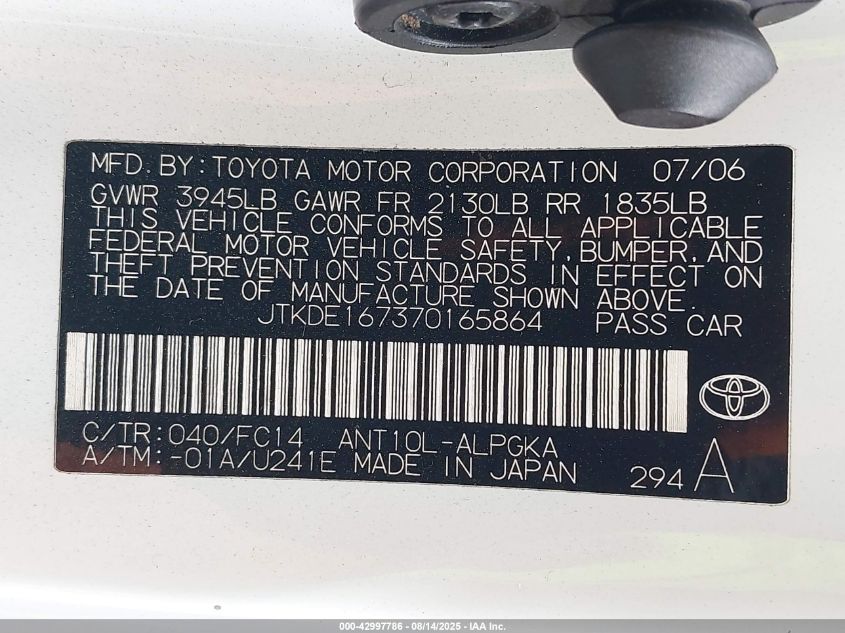 MFD. BY: TOYOTA MOTOR CORPORATION 07/06
GVWR 3945LB GAWR FR 2130LB RR 1835LB
THIS VEHICLE CONFORMS TO ALL APPLICABLE
FEDERAL MOTOR VEHICLE SAFETY, BUMPER, AND
THEFT PREVENTION STANDARDS IN EFFECT ON
THE DATE OF MANUFACTURE SHOWN ABOVE.
JTKDE167370165864 PASS CAR
C/TR: 040/FC14 ANT10L-ALPGKA
A/TM: -01A/U241E MADE IN JAPAN 294 A
000-42997786 - 08/14/2025 - IAA Inc.